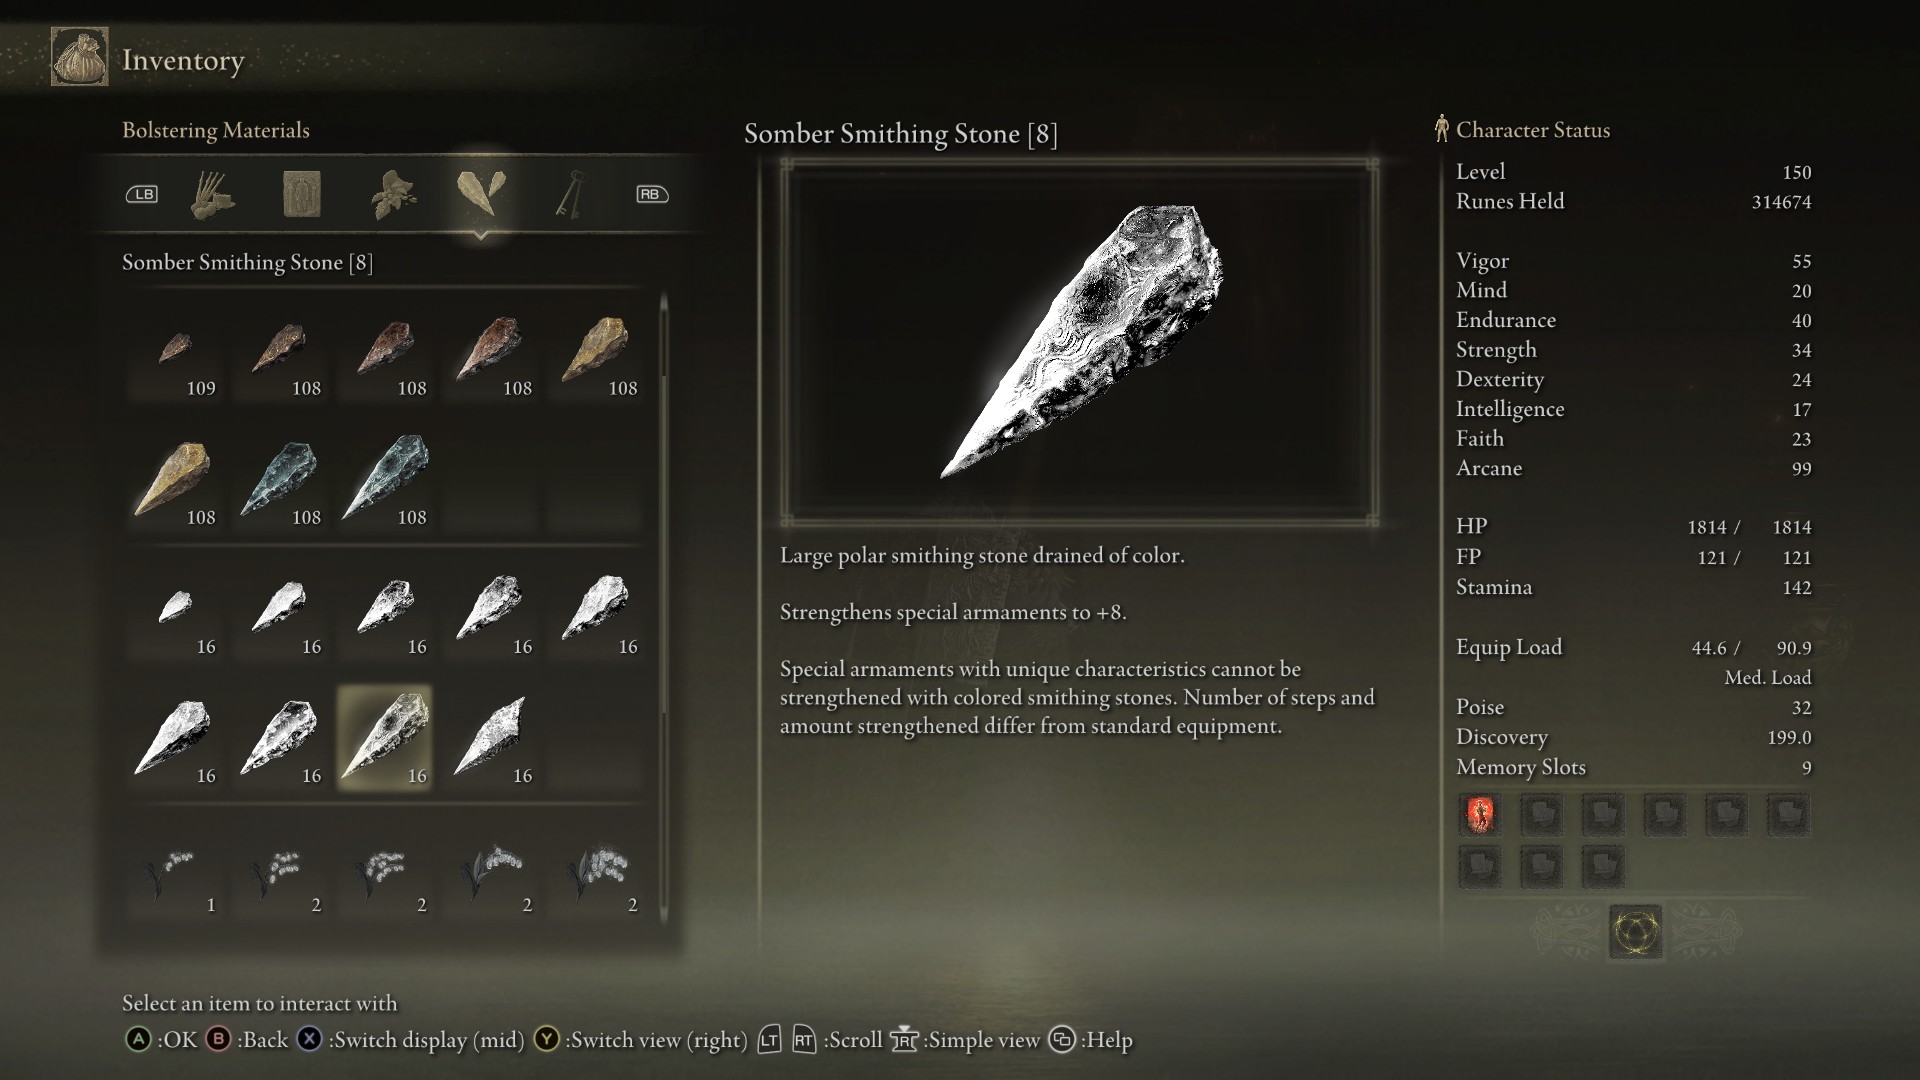 Inventory
Bolstering Materials
LB
RB
Somber Smithing Stone [8]
109 108 108 108 108
108 108 108
16 16 16 16 16
16 16 16 16
1 2 2 2 2
Somber Smithing Stone [8]
Large polar smithing stone drained of color.
Strengthens special armaments to +8.
Special armaments with unique characteristics cannot be
strengthened with colored smithing stones. Number of steps and
amount strengthened differ from standard equipment.
Character Status
Level 150
Runes Held 314674
Vigor 55
Mind 20
Endurance 40
Strength 34
Dexterity 24
Intelligence 17
Faith 23
Arcane 99
HP 1814 / 1814
FP 121 / 121
Stamina 142
Equip Load 44.6 / 90.9
Med. Load
Poise 32
Discovery 199.0
Memory Slots 9
Select an item to interact with
A :OK B :Back X :Switch display (mid) Y :Switch view (right) LT RT :Scroll R :Simple view :Help